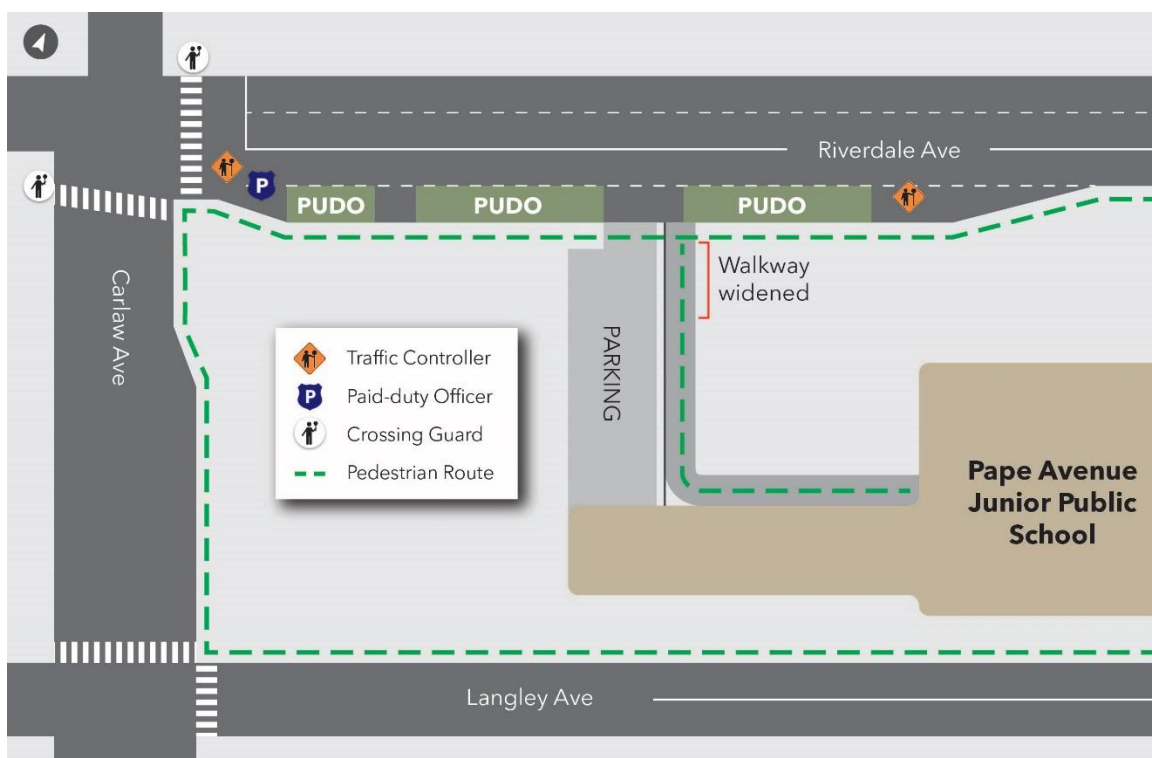 Riverdale Ave
P
PUDO
PUDO
PUDO
Walkway
widened
Carlaw Ave
PARKING
Traffic Controller
P
Paid-duty Officer
Crossing Guard
Pedestrian Route
Pape Avenue
Junior Public
School
Langley Ave